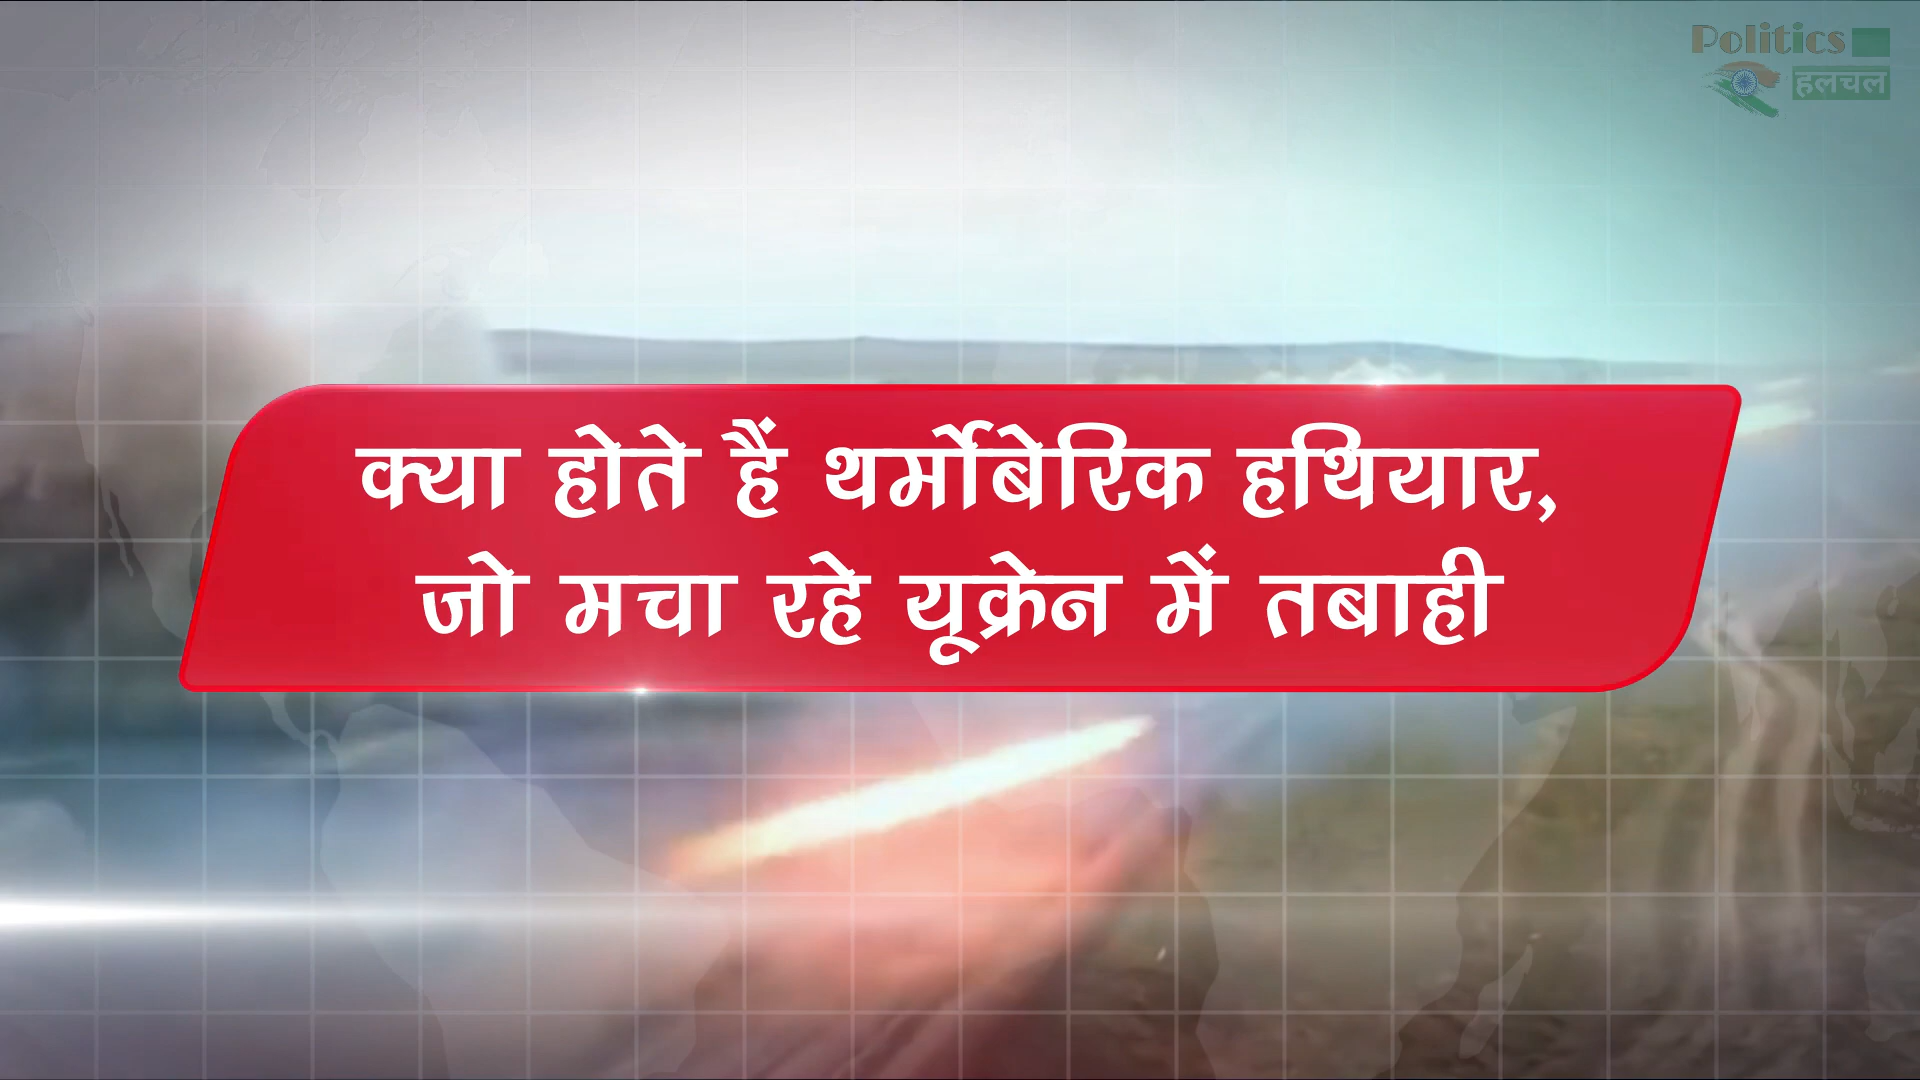 Politics
हलचल
क्या होते हैं थर्मोबेरिक हथियार,
जो मचा रहे यूक्रेन में तबाही